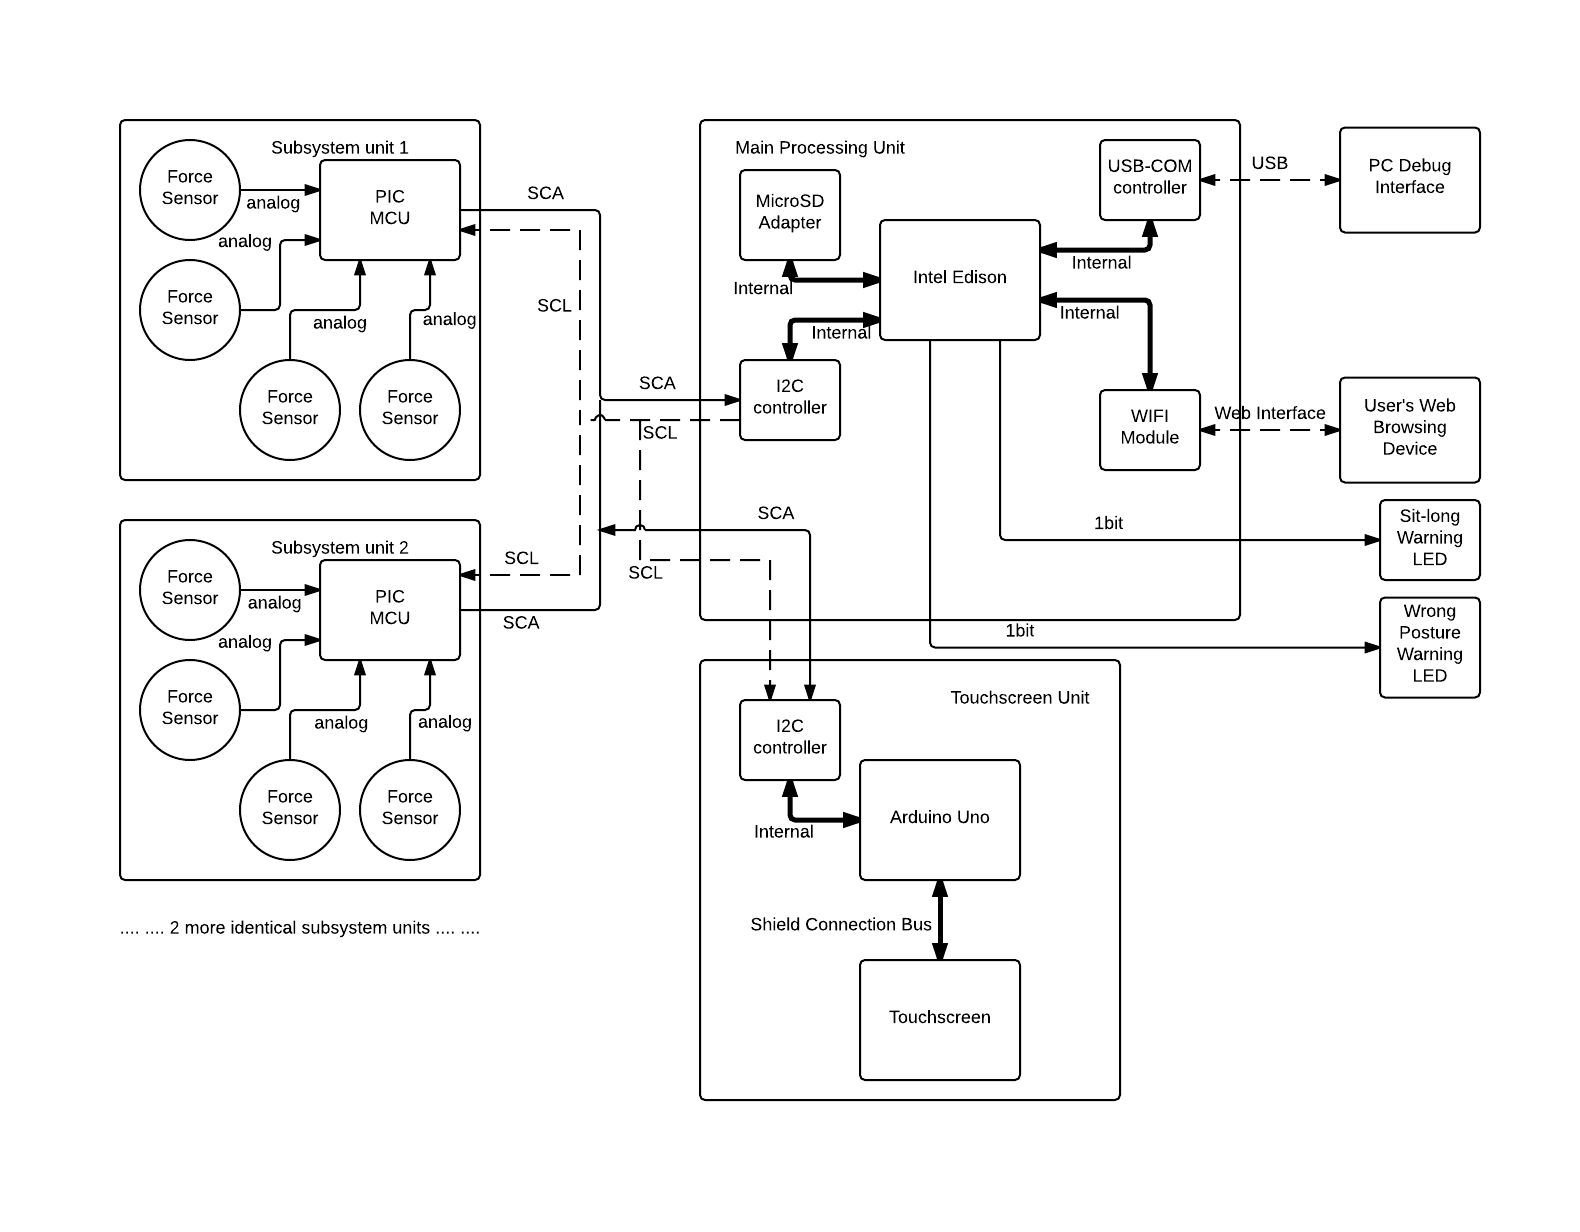 Subsystem unit 1
Force
Sensor
analog
PIC
MCU
analog
Force
Sensor
analog
analog
Force
Sensor
Force
Sensor
SCA
SCL
SCA
SCL
Main Processing Unit
MicroSD
Adapter
Internal
Intel Edison
Internal
I2C
controller
USB-COM
controller
Internal
Internal
WIFI
Module
USB
PC Debug
Interface
Web Interface
User's Web
Browsing
Device
1bit
Sit-long
Warning
LED
1bit
Wrong
Posture
Warning
LED
Subsystem unit 2
Force
Sensor
analog
PIC
MCU
analog
Force
Sensor
analog
analog
Force
Sensor
Force
Sensor
SCL
SCA
SCA
SCL
.... .... 2 more identical subsystem units .... ....
Touchscreen Unit
I2C
controller
Internal
Arduino Uno
Shield Connection Bus
Touchscreen